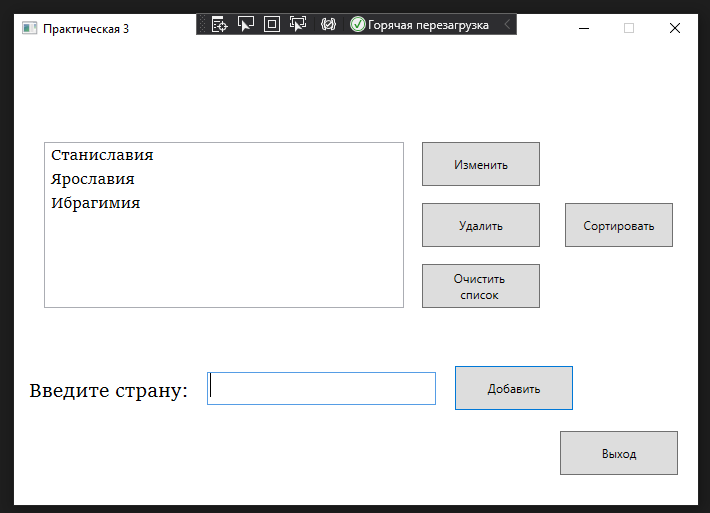 Практическая 3
Горячая перезагрузка
Станиславия
Ярославия
Ибрагимия
Изменить
Удалить
Сортировать
Очистить
список
Введите страну:
Добавить
Выход